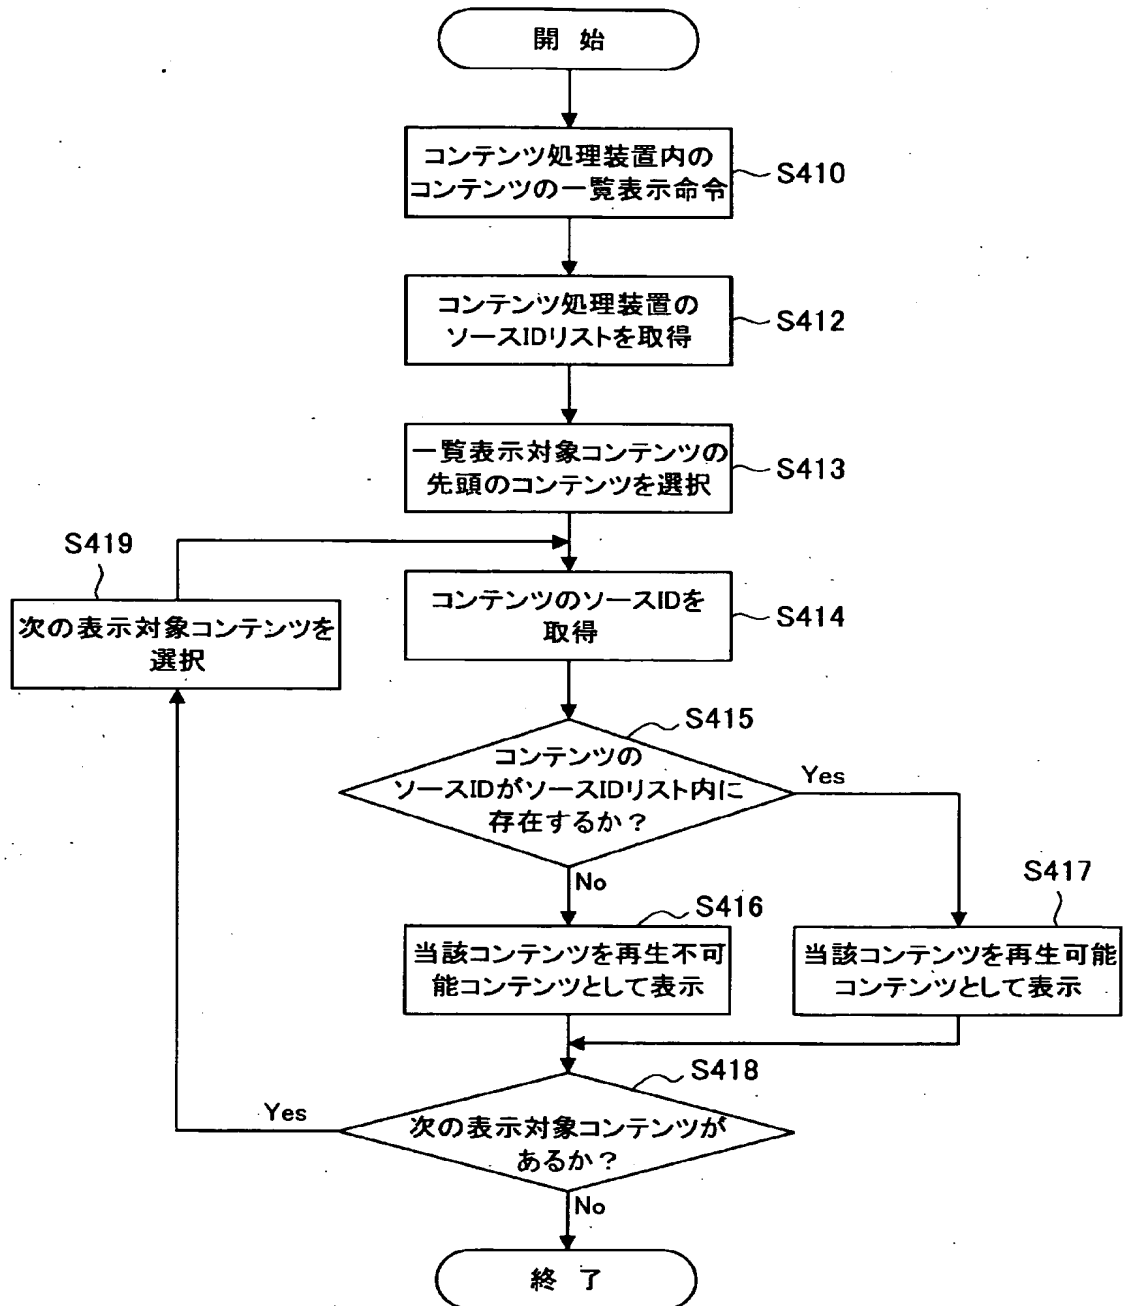 開 始
コンテンツ処理装置内の
コンテンツの一覧表示命令
S410
コンテンツ処理装置の
ソースIDリストを取得
S412
一覧表示対象コンテンツの
先頭のコンテンツを選択
S413
S419
次の表示対象コンテンツを
選択
コンテンツのソースIDを
取得
S414
S415
コンテンツの
ソースIDがソースIDリスト内に
存在するか？
Yes
No
S416
当該コンテンツを再生不可
能コンテンツとして表示
S417
当該コンテンツを再生可能
コンテンツとして表示
S418
次の表示対象コンテンツが
あるか？
Yes
No
終 了